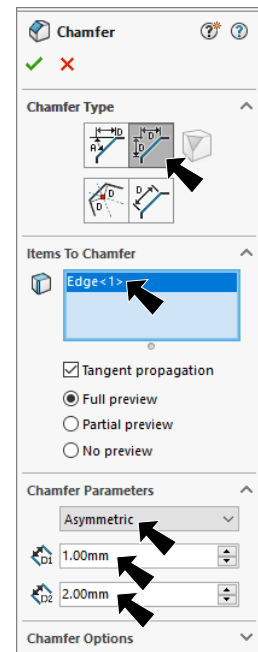 Chamfer
Chamfer Type
Items To Chamfer
Edge<1>
Tangent propagation
Full preview
Partial preview
No preview
Chamfer Parameters
Asymmetric
D1 1.00mm
D2 2.00mm
Chamfer Options